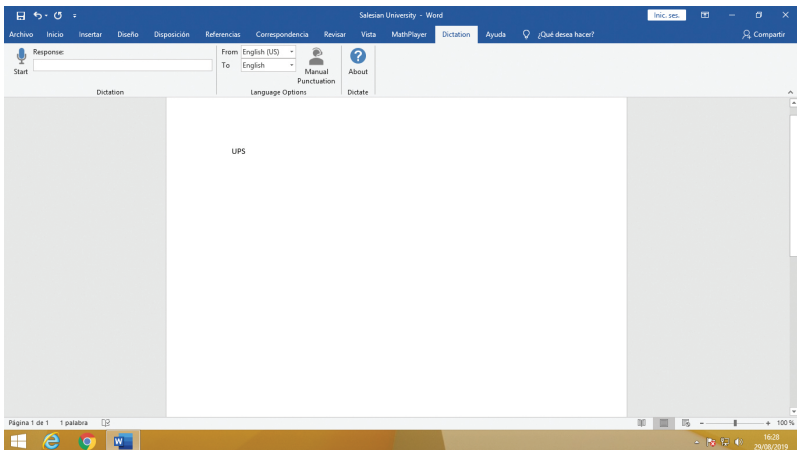 Salesian University - Word
Inic. ses.
Archivo Inicio Insertar Diseño Disposición Referencias Correspondencia Revisar Vista MathPlayer Dictation Ayuda ¿Qué desea hacer? Compartir
Response:
Start
Dictation
From English (US)
To English
Manual Punctuation
Language Options
About
Dictate
UPS
Página 1 de 1 1 palabra
100 %
16:20
29/08/2019